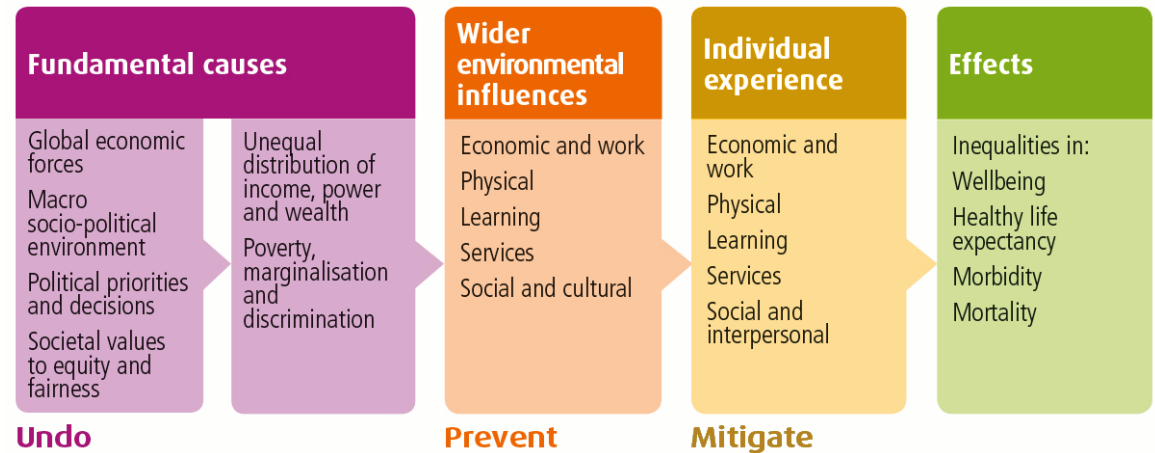 Fundamental causes
Global economic
forces
Macro
socio-political
environment
Political priorities
and decisions
Societal values
to equity and
fairness
Unequal
distribution of
income, power
and wealth
Poverty,
marginalisation
and
discrimination
Undo
Wider
environmental
influences
Economic and work
Physical
Learning
Services
Social and cultural
Prevent
Individual
experience
Economic and
work
Physical
Learning
Services
Social and
interpersonal
Mitigate
Effects
Inequalities in:
Wellbeing
Healthy life
expectancy
Morbidity
Mortality